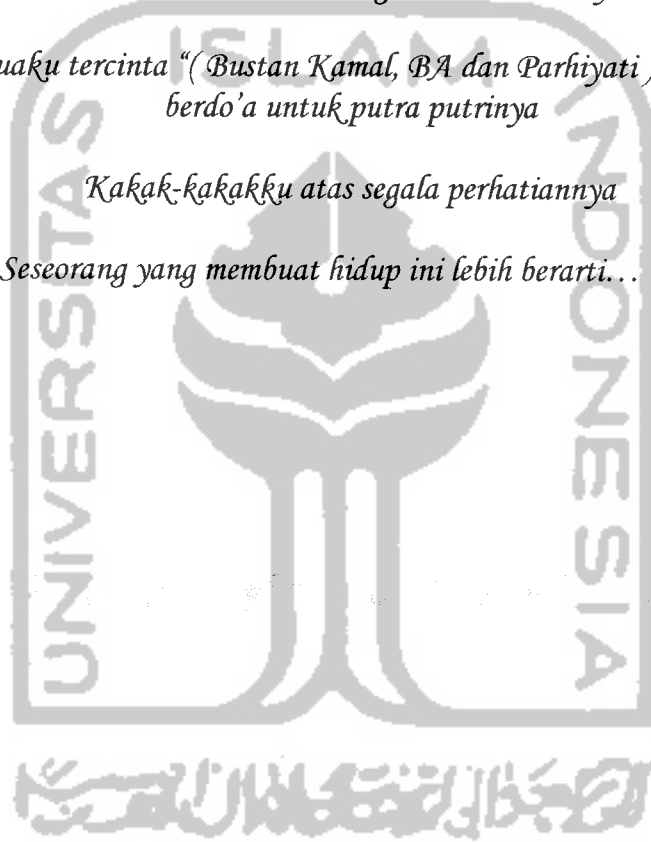 uaku tercinta “( Bustan Kamal, BA dan Parhiyati )
berdo’a untuk putra putrinya
Kakak-kakakku atas segala perhatiannya
Seseorang yang membuat hidup ini lebih berarti…
UNIVERSITAS
ISLAM
INDONESIA